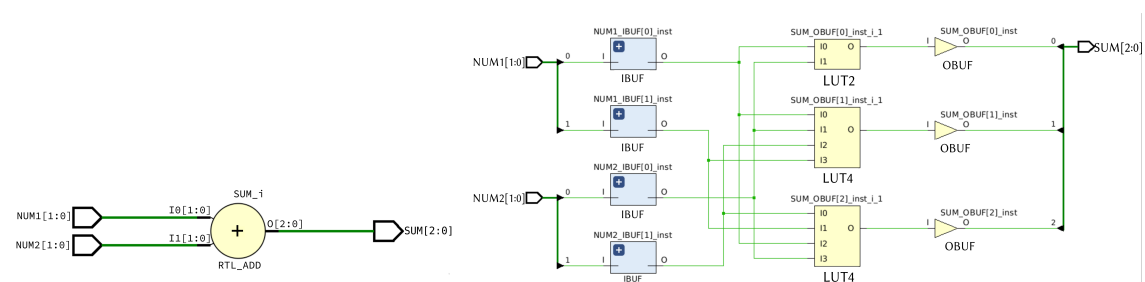 SUM_i
NUM1[1:0]
I0[1:0]
O[2:0]
SUM[2:0]
NUM2[1:0]
I1[1:0]
+
RTL_ADD
NUM1[1:0]
0
1
NUM1_IBUF[0]_inst
I
O
IBUF
NUM1_IBUF[1]_inst
I
O
IBUF
NUM2[1:0]
0
1
NUM2_IBUF[0]_inst
I
O
IBUF
NUM2_IBUF[1]_inst
I
O
IBUF
SUM_OBUF[0]_inst_i_1
I0
O
I1
LUT2
SUM_OBUF[1]_inst_i_1
I0
I1
O
I2
I3
LUT4
SUM_OBUF[2]_inst_i_1
I0
I1
O
I2
I3
LUT4
SUM_OBUF[0]_inst
I
O
OBUF
SUM_OBUF[1]_inst
I
O
OBUF
SUM_OBUF[2]_inst
I
O
OBUF
0
1
2
SUM[2:0]